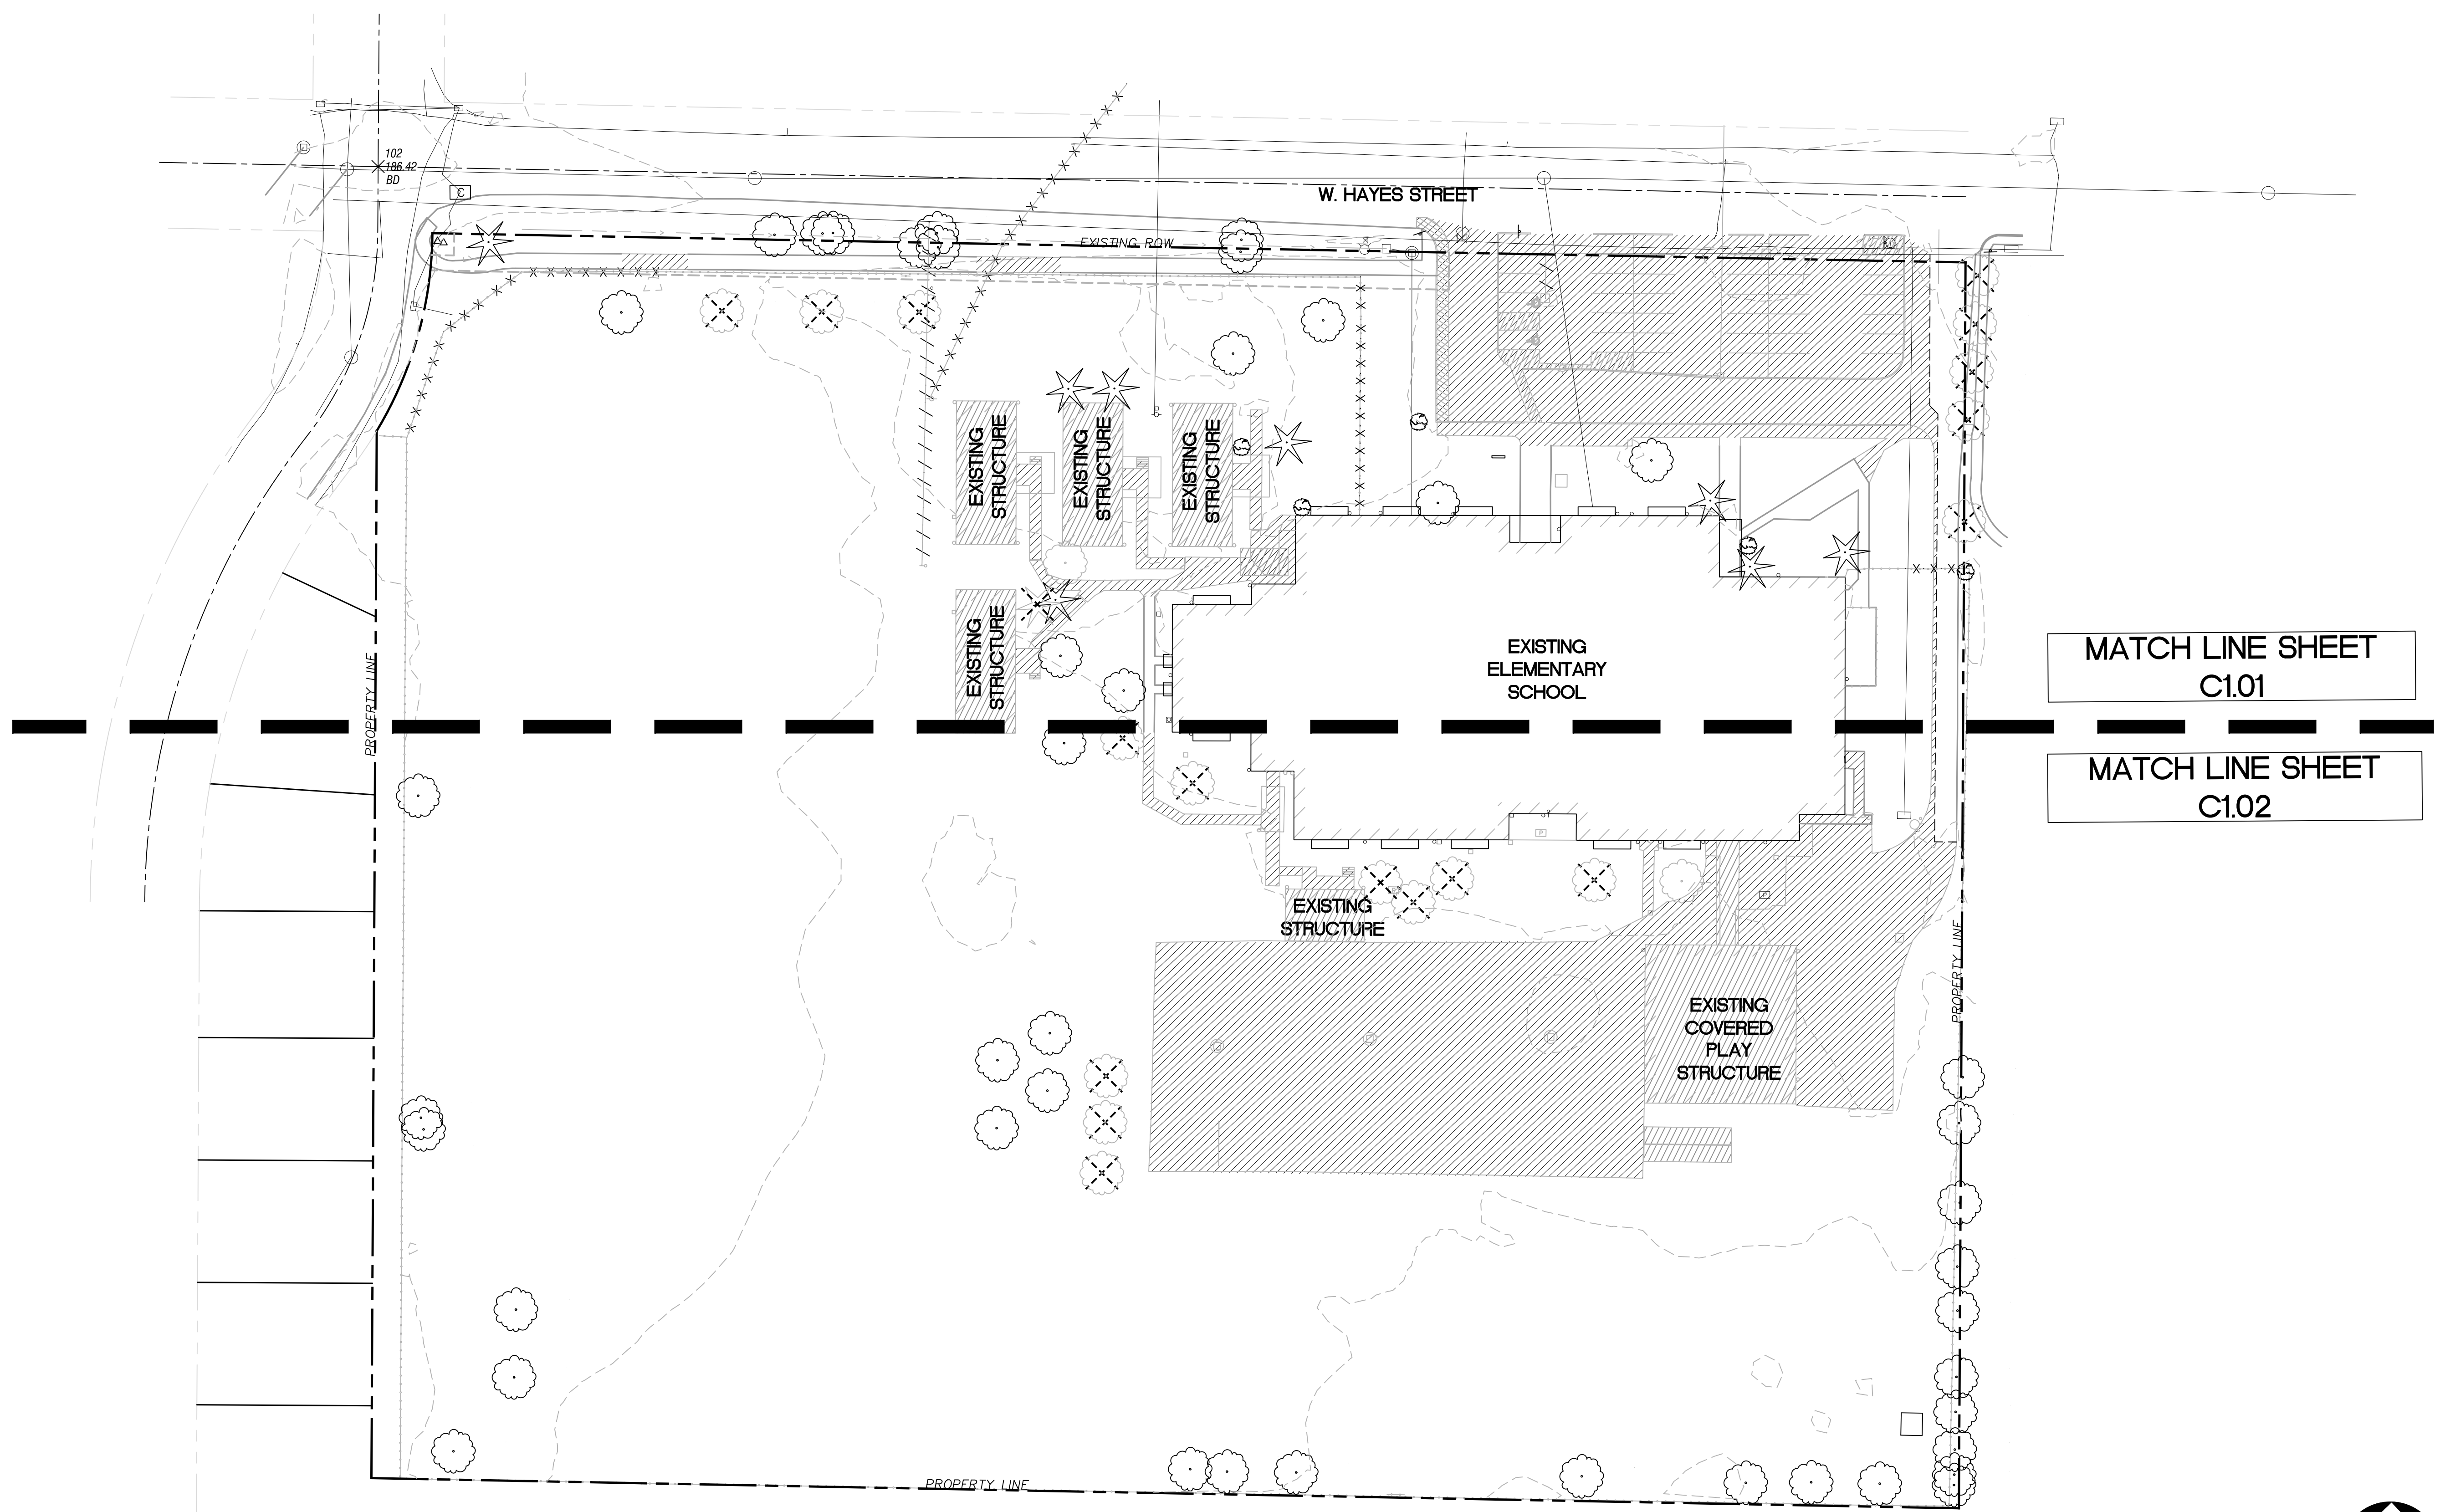 102
186.42
BD
C
W. HAYES STREET
EXISTING ROW
EXISTING
STRUCTURE
EXISTING
STRUCTURE
EXISTING
STRUCTURE
EXISTING
STRUCTURE
EXISTING
ELEMENTARY
SCHOOL
MATCH LINE SHEET
C1.01
PROPERTY LINE
MATCH LINE SHEET
C1.02
P
P
EXISTING
STRUCTURE
EXISTING
COVERED
PLAY
STRUCTURE
PROPERTY LINE
PROPERTY LINE